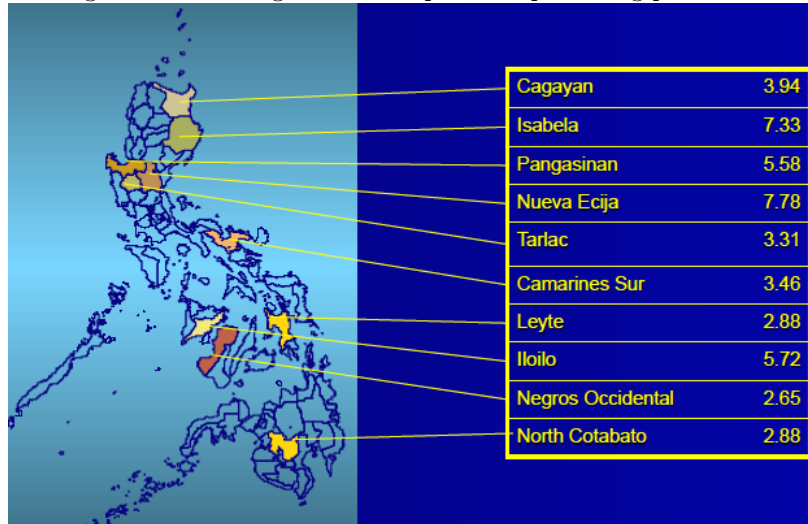 Cagayan 3.94
Isabela 7.33
Pangasinan 5.58
Nueva Ecija 7.78
Tarlac 3.31
Camarines Sur 3.46
Leyte 2.88
Iloilo 5.72
Negros Occidental 2.65
North Cotabato 2.88